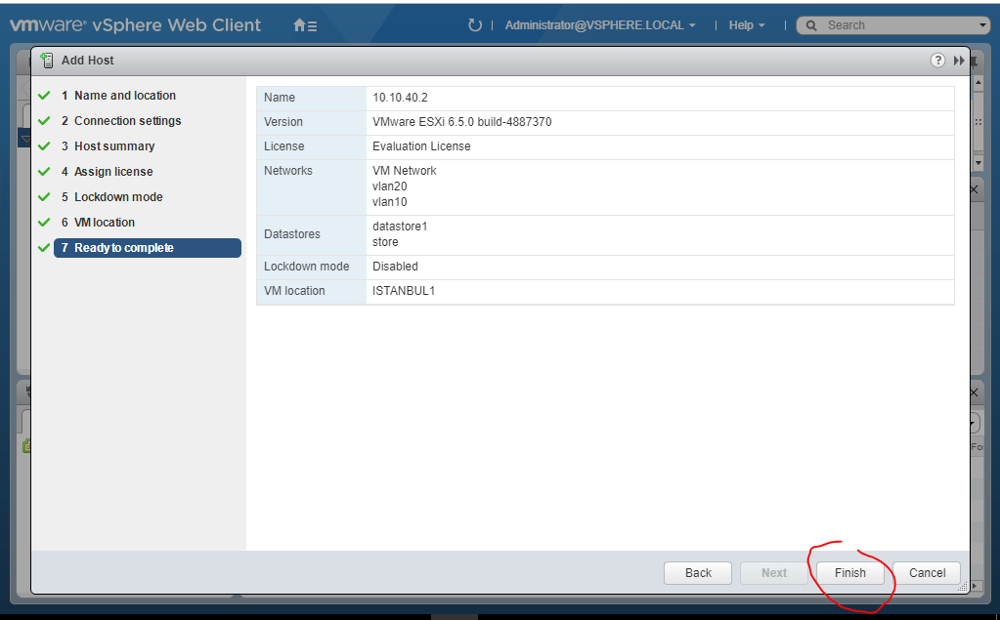 vmware® vSphere Web Client
Administrator@VSPHERE.LOCAL
Help
Search
Add Host
?
1 Name and location
2 Connection settings
3 Host summary
4 Assign license
5 Lockdown mode
6 VM location
7 Ready to complete
Name 10.10.40.2
Version VMware ESXi 6.5.0 build-4887370
License Evaluation License
Networks VM Network
vlan20
vlan10
Datastores datastore1
store
Lockdown mode Disabled
VM location ISTANBUL1
Back Next Finish Cancel